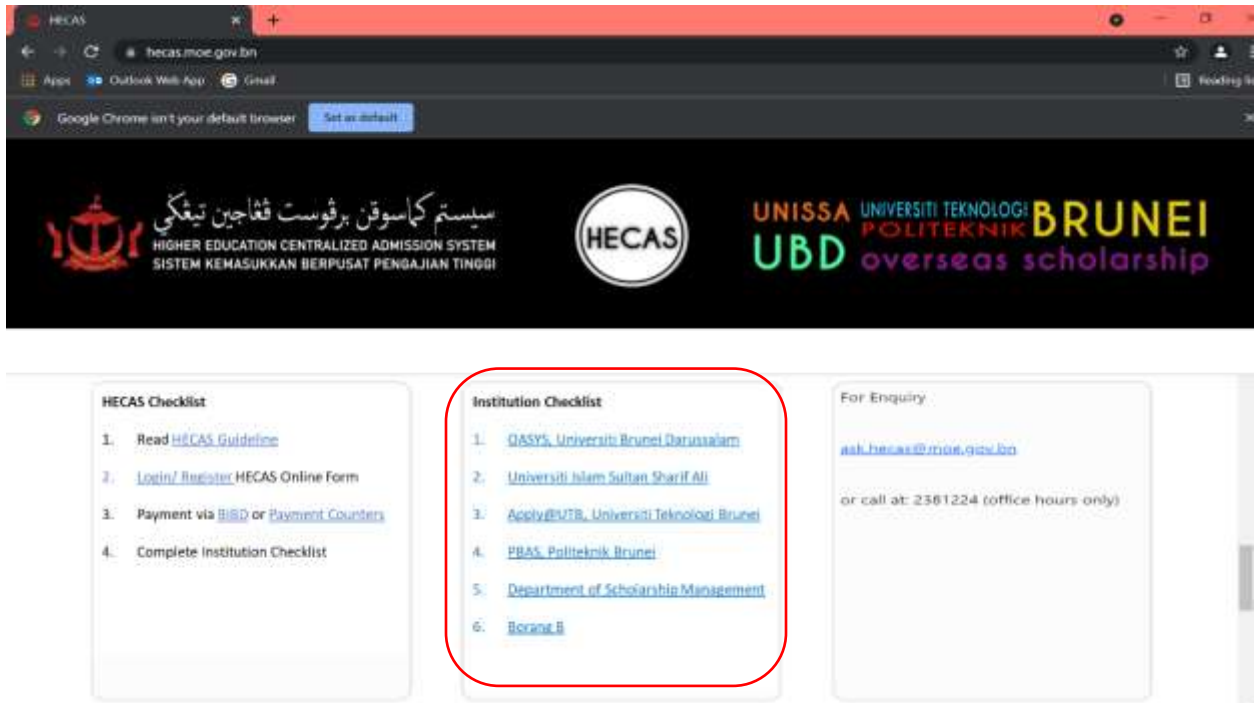 HECAS
hecas.moe.gov.bn
Apps Outlook Web App Gmail Reading
Google Chrome isn't your default browser Set as default
سيستم كماسوقن برڤوست ڤڠاجين تيڠݢي
HIGHER EDUCATION CENTRALIZED ADMISSION SYSTEM
SISTEM KEMASUKKAN BERPUSAT PENGAJIAN TINGGI
HECAS
UNISSA UNIVERSITI TEKNOLOGI BRUNEI
POLITEKNIK
UBD overseas scholarship
HECAS Checklist
1. Read HECAS Guideline
2. Login/ Register HECAS Online Form
3. Payment via BIBD or Payment Counters
4. Complete Institution Checklist
Institution Checklist
1. OASYS, Universiti Brunei Darussalam
2. Universiti Islam Sultan Sharif Ali
3. Apply@UTB, Universiti Teknologi Brunei
4. PBAS, Politeknik Brunei
5. Department of Scholarship Management
6. Borang B
For Enquiry
ask.hecas@moe.gov.bn
or call at: 2381224 (office hours only)